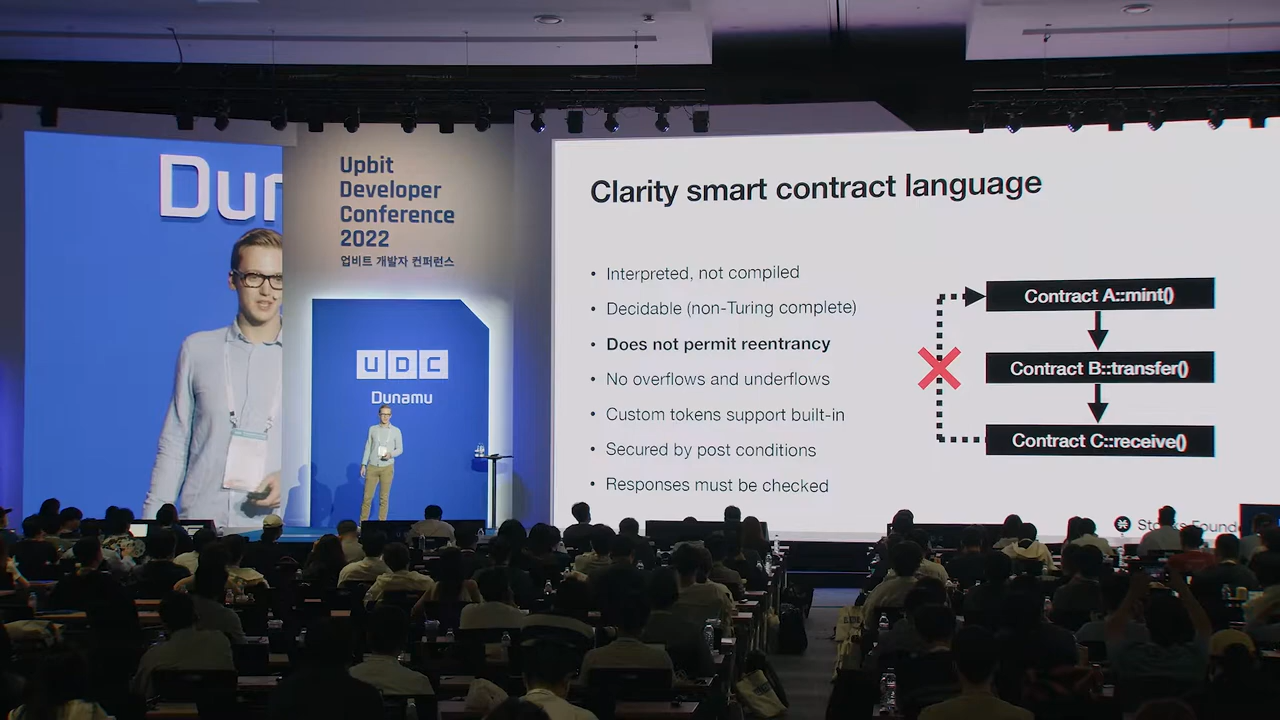 Dun
Upbit
Developer
Conference
2022
업비트 개발자 컨퍼런스
UDC
Dunamu
Clarity smart contract language
• Interpreted, not compiled
• Decidable (non-Turing complete)
• Does not permit reentrancy
• No overflows and underflows
• Custom tokens support built-in
• Secured by post conditions
• Responses must be checked
Contract A::mint()
Contract B::transfer()
Contract C::receive()